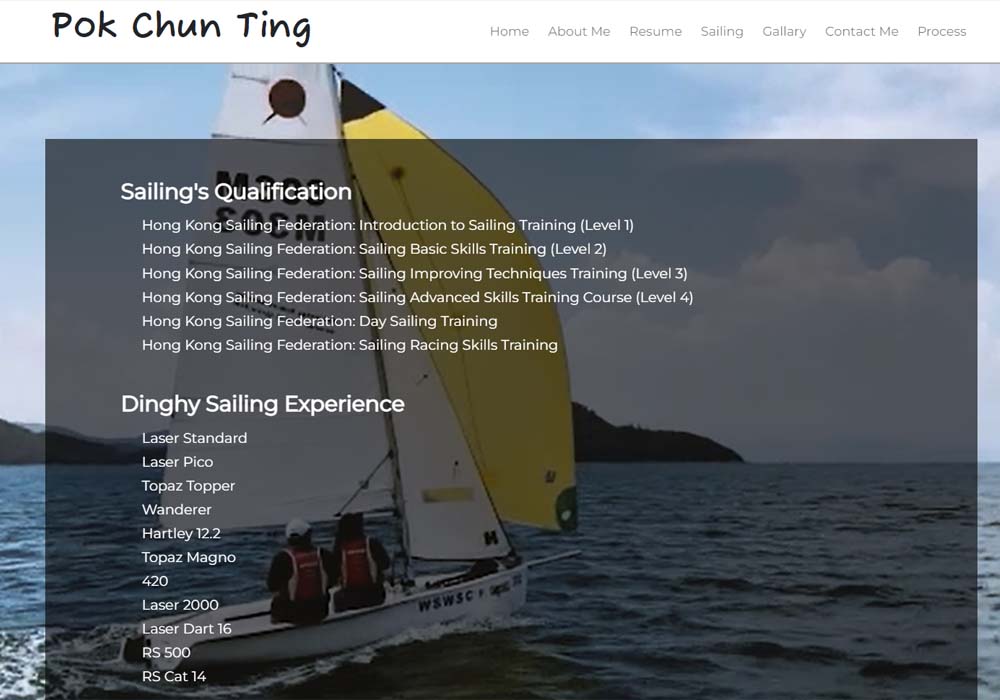 Pok Chun Ting
Home About Me Resume Sailing Gallary Contact Me Process
Sailing's Qualification
Hong Kong Sailing Federation: Introduction to Sailing Training (Level 1)
Hong Kong Sailing Federation: Sailing Basic Skills Training (Level 2)
Hong Kong Sailing Federation: Sailing Improving Techniques Training (Level 3)
Hong Kong Sailing Federation: Sailing Advanced Skills Training Course (Level 4)
Hong Kong Sailing Federation: Day Sailing Training
Hong Kong Sailing Federation: Sailing Racing Skills Training
Dinghy Sailing Experience
Laser Standard
Laser Pico
Topaz Topper
Wanderer
Hartley 12.2
Topaz Magno
420
Laser 2000
Laser Dart 16
RS 500
RS Cat 14
H
WSWSC